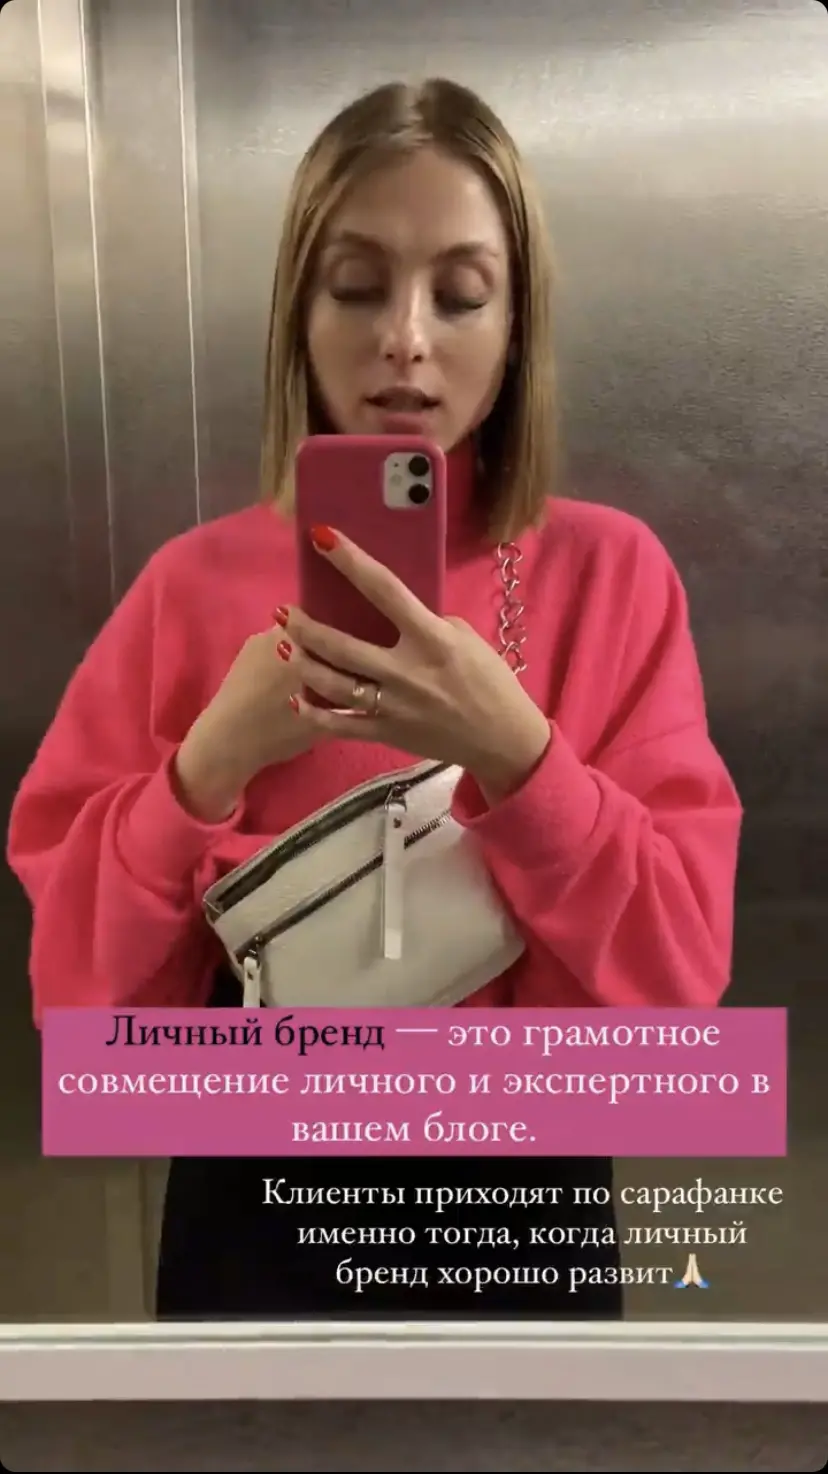 Личный бренд — это грамотное
совмещение личного и экспертного в
вашем блоге.
Клиенты приходят по сарафанке
именно тогда, когда личный
бренд хорошо развит🙏🏻